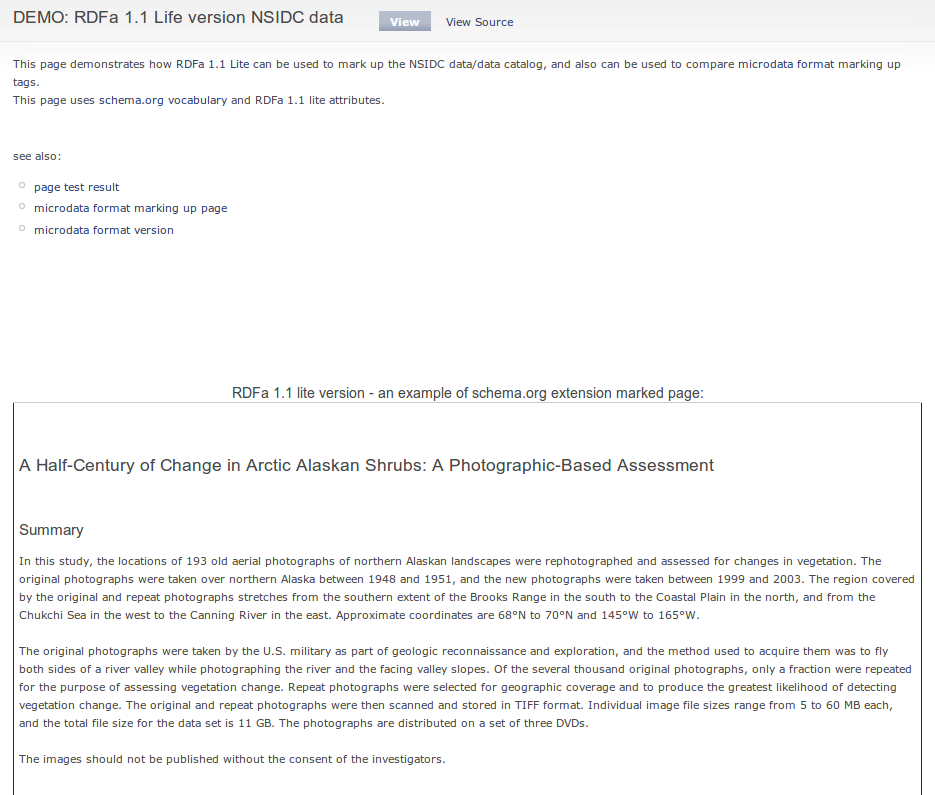 DEMO: RDFa 1.1 Life version NSIDC data
View
View Source
This page demonstrates how RDFa 1.1 Lite can be used to mark up the NSIDC data/data catalog, and also can be used to compare microdata format marking up
tags.
This page uses schema.org vocabulary and RDFa 1.1 lite attributes.
see also:
page test result
microdata format marking up page
microdata format version
RDFa 1.1 lite version - an example of schema.org extension marked page:
A Half-Century of Change in Arctic Alaskan Shrubs: A Photographic-Based Assessment
Summary
In this study, the locations of 193 old aerial photographs of northern Alaskan landscapes were rephotographed and assessed for changes in vegetation. The
original photographs were taken over northern Alaska between 1948 and 1951, and the new photographs were taken between 1999 and 2003. The region covered
by the original and repeat photographs stretches from the southern extent of the Brooks Range in the south to the Coastal Plain in the north, and from the
Chukchi Sea in the west to the Canning River in the east. Approximate coordinates are 68°N to 70°N and 145°W to 165°W.
The original photographs were taken by the U.S. military as part of geologic reconnaissance and exploration, and the method used to acquire them was to fly
both sides of a river valley while photographing the river and the facing valley slopes. Of the several thousand original photographs, only a fraction were repeated
for the purpose of assessing vegetation change. Repeat photographs were selected for geographic coverage and to produce the greatest likelihood of detecting
vegetation change. The original and repeat photographs were then scanned and stored in TIFF format. Individual image file sizes range from 5 to 60 MB each,
and the total file size for the data set is 11 GB. The photographs are distributed on a set of three DVDs.
The images should not be published without the consent of the investigators.